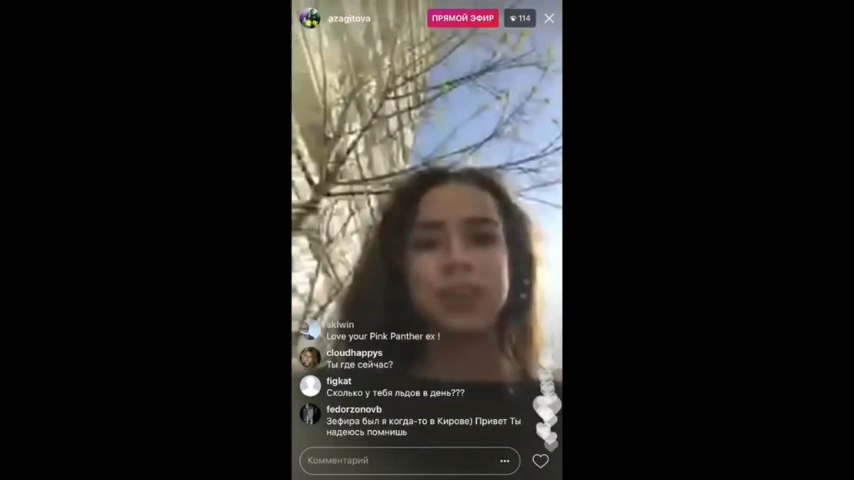 azagitova
ПРЯМОЙ ЭФИР
114
sklwin
Love your Pink Panther ex !
cloudhappys
Ты где сейчас?
figkat
Сколько у тебя льдов в день???
fedorzonovb
Зефира был я когда-то в Кирове) Привет Ты
надеюсь помнишь
Комментарий